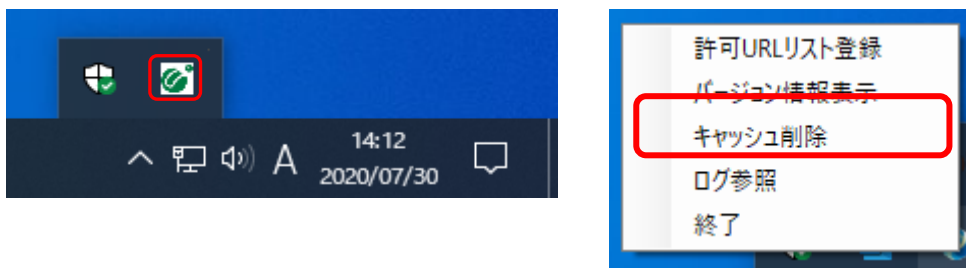 A
14:12
2020/07/30
許可URLリスト登録
バージョン情報表示
キャッシュ削除
ログ参照
終了